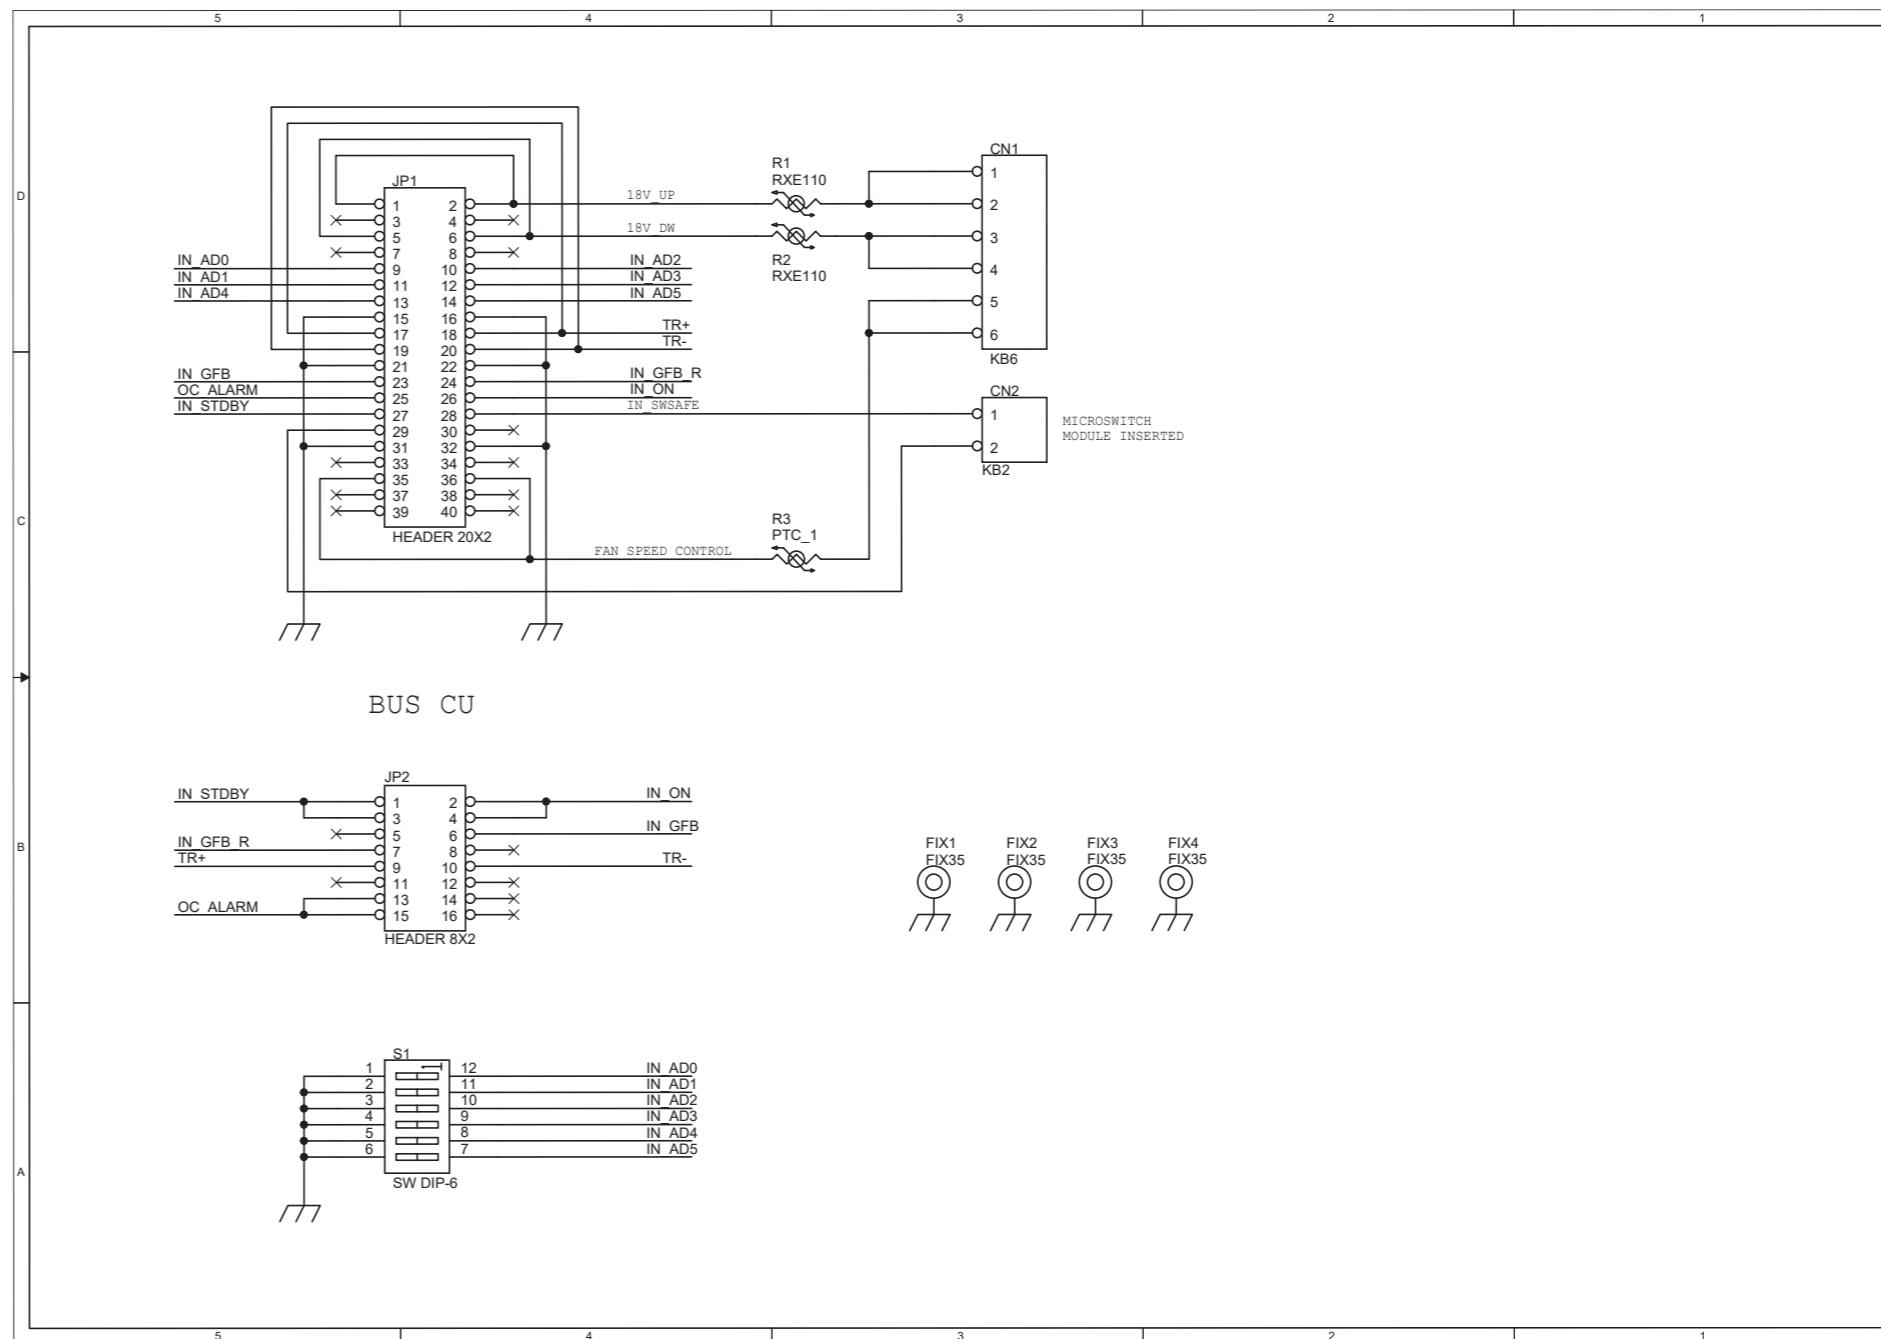 5 4 3 2 1
D
C
B
A
JP1
1 2
3 4
5 6
7 8
9 10
11 12
13 14
15 16
17 18
19 20
21 22
23 24
25 26
27 28
29 30
31 32
33 34
35 36
37 38
39 40
HEADER 20X2
IN_AD0
IN_AD1
IN_AD4
IN_GFB
OC_ALARM
IN_STDBY
18V_UP
18V_DW
IN_AD2
IN_AD3
IN_AD5
TR+
TR-
IN_GFB_R
IN_ON
IN_SWSAFE
FAN SPEED CONTROL
R1
RXE110
R2
RXE110
R3
PTC_1
CN1
1
2
3
4
5
6
KB6
CN2
1
2
KB2
MICROSWITCH
MODULE INSERTED
BUS CU
JP2
IN_STDBY 1 2 IN_ON
3 4
5 6 IN_GFB
IN_GFB_R 7 8
TR+ 9 10 TR-
11 12
13 14
OC_ALARM 15 16
HEADER 8X2
FIX1 FIX2 FIX3 FIX4
FIX35 FIX35 FIX35 FIX35
S1
1 12 IN_AD0
2 11 IN_AD1
3 10 IN_AD2
4 9 IN_AD3
5 8 IN_AD4
6 7 IN_AD5
SW DIP-6
5 4 3 2 1